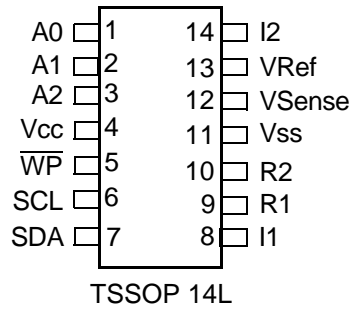 A0 1 14 I2
A1 2 13 VRef
A2 3 12 VSense
Vcc 4 11 Vss
W̅P̅ 5 10 R2
SCL 6 9 R1
SDA 7 8 I1
TSSOP 14L